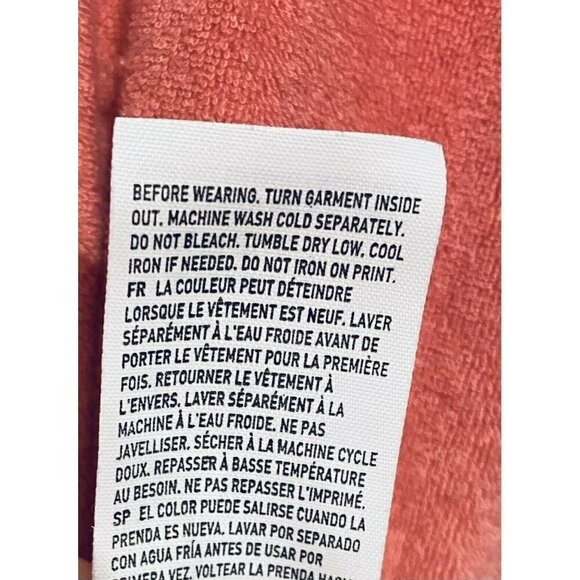 BEFORE WEARING. TURN GARMENT INSIDE
OUT. MACHINE WASH COLD SEPARATELY.
DO NOT BLEACH. TUMBLE DRY LOW. COOL
IRON IF NEEDED. DO NOT IRON ON PRINT.
FR LA COULEUR PEUT DÉTEINDRE
LORSQUE LE VÊTEMENT EST NEUF. LAVER
SÉPARÉMENT À L'EAU FROIDE AVANT DE
PORTER LE VÊTEMENT POUR LA PREMIÈRE
FOIS. RETOURNER LE VÊTEMENT À
L'ENVERS. LAVER SÉPARÉMENT À LA
MACHINE À L'EAU FROIDE. NE PAS
JAVELLISER. SÉCHER À LA MACHINE CYCLE
DOUX. REPASSER À BASSE TEMPÉRATURE
AU BESOIN. NE PAS REPASSER L'IMPRIMÉ.
SP EL COLOR PUEDE SALIRSE CUANDO LA
PRENDA ES NUEVA. LAVAR POR SEPARADO
CON AGUA FRÍA ANTES DE USAR POR
PRIMERA VEZ. VOLTEAR LA PRENDA